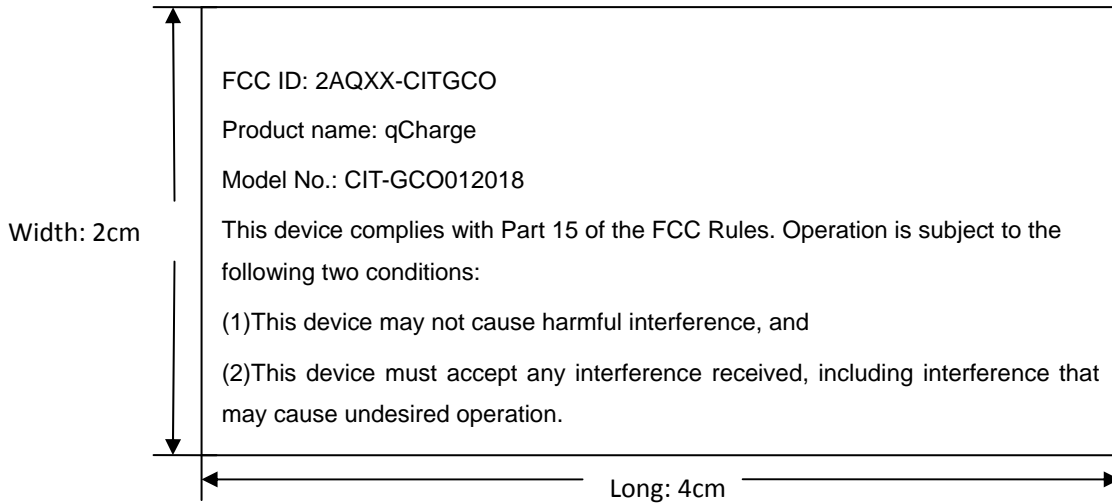 FCC ID: 2AQXX-CITGCO
Product name: qCharge
Model No.: CIT-GCO012018
Width: 2cm
This device complies with Part 15 of the FCC Rules. Operation is subject to the
following two conditions:
(1)This device may not cause harmful interference, and
(2)This device must accept any interference received, including interference that
may cause undesired operation.
Long: 4cm